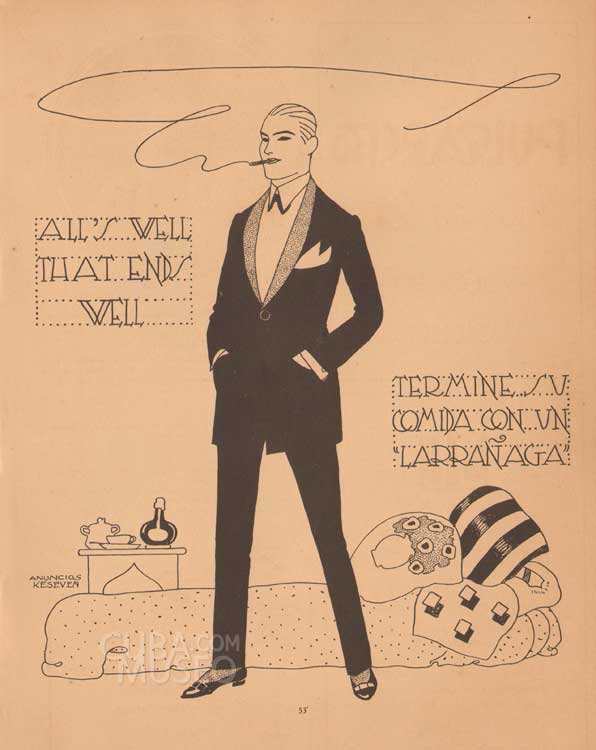 ALL'S WELL
THAT ENDS
WELL
TERMINE SU
COMIDA CON UN
"LARRAÑAGA"
ANUNCIOS
KESEVEN
CUBA.COM
MUSEO
53